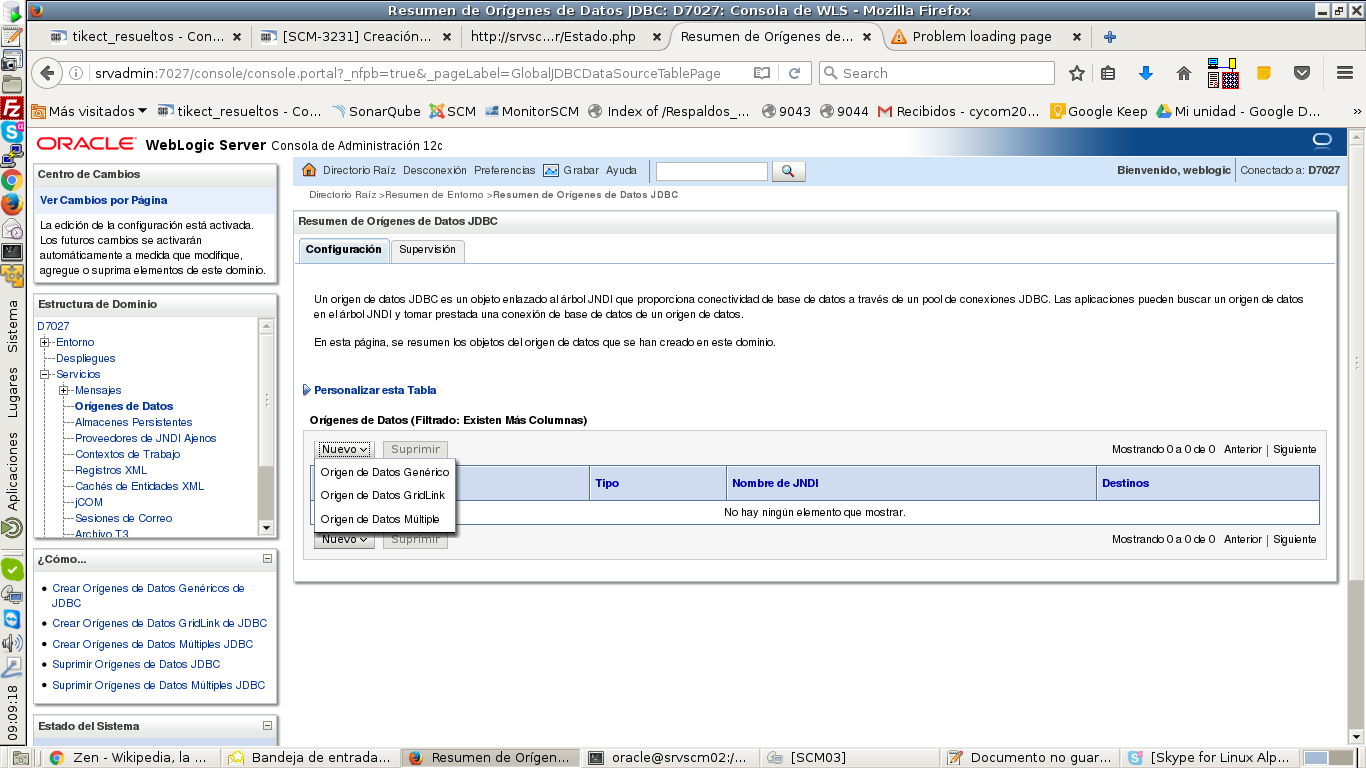 Resumen de Orígenes de Datos JDBC: D7027: Consola de WLS - Mozilla Firefox
tikect_resueltos - Con...
[SCM-3231] Creación...
http://srvsc...r/Estado.php
Resumen de Orígenes de...
Problem loading page
srvadmin:7027/console/console.portal?_nfpb=true&_pageLabel=GlobalJDBCDataSourceTablePage
Search
Más visitados
tikect_resueltos - Co...
SonarQube
SCM
MonitorSCM
Index of /Respaldos_...
9043
9044
Recibidos - cycom20...
Google Keep
Mi unidad - Google D...
ORACLE WebLogic Server Consola de Administración 12c
Centro de Cambios
Ver Cambios por Página
La edición de la configuración está activada.
Los futuros cambios se activarán
automáticamente a medida que modifique,
agregue o suprima elementos de este dominio.
Estructura de Dominio
D7027
Entorno
Despliegues
Servicios
Mensajes
Orígenes de Datos
Almacenes Persistentes
Proveedores de JNDI Ajenos
Contextos de Trabajo
Registros XML
Cachés de Entidades XML
jCOM
Sesiones de Correo
Archivo T3
¿Cómo...
Crear Orígenes de Datos Genéricos de
JDBC
Crear Orígenes de Datos GridLink de JDBC
Crear Orígenes de Datos Múltiples JDBC
Suprimir Orígenes de Datos JDBC
Suprimir Orígenes de Datos Múltiples JDBC
Estado del Sistema
Directorio Raíz Desconexión Preferencias Grabar Ayuda
Bienvenido, weblogic
Conectado a: D7027
Directorio Raíz >Resumen de Entorno >Resumen de Orígenes de Datos JDBC
Resumen de Orígenes de Datos JDBC
Configuración
Supervisión
Un origen de datos JDBC es un objeto enlazado al árbol JNDI que proporciona conectividad de base de datos a través de un pool de conexiones JDBC. Las aplicaciones pueden buscar un origen de datos
en el árbol JNDI y tomar prestada una conexión de base de datos de un origen de datos.
En esta página, se resumen los objetos del origen de datos que se han creado en este dominio.
Personalizar esta Tabla
Orígenes de Datos (Filtrado: Existen Más Columnas)
Nuevo
Suprimir
Mostrando 0 a 0 de 0 Anterior | Siguiente
Origen de Datos Genérico
Origen de Datos GridLink
Origen de Datos Múltiple
Tipo
Nombre de JNDI
Destinos
No hay ningún elemento que mostrar.
Nuevo
Suprimir
Mostrando 0 a 0 de 0 Anterior | Siguiente
Sistema
Lugares
Aplicaciones
09:09:18
Zen - Wikipedia, la ...
Bandeja de entrada...
Resumen de Orígen...
oracle@srvscm02:/...
[SCM03]
Documento no guar...
[Skype for Linux Alp...